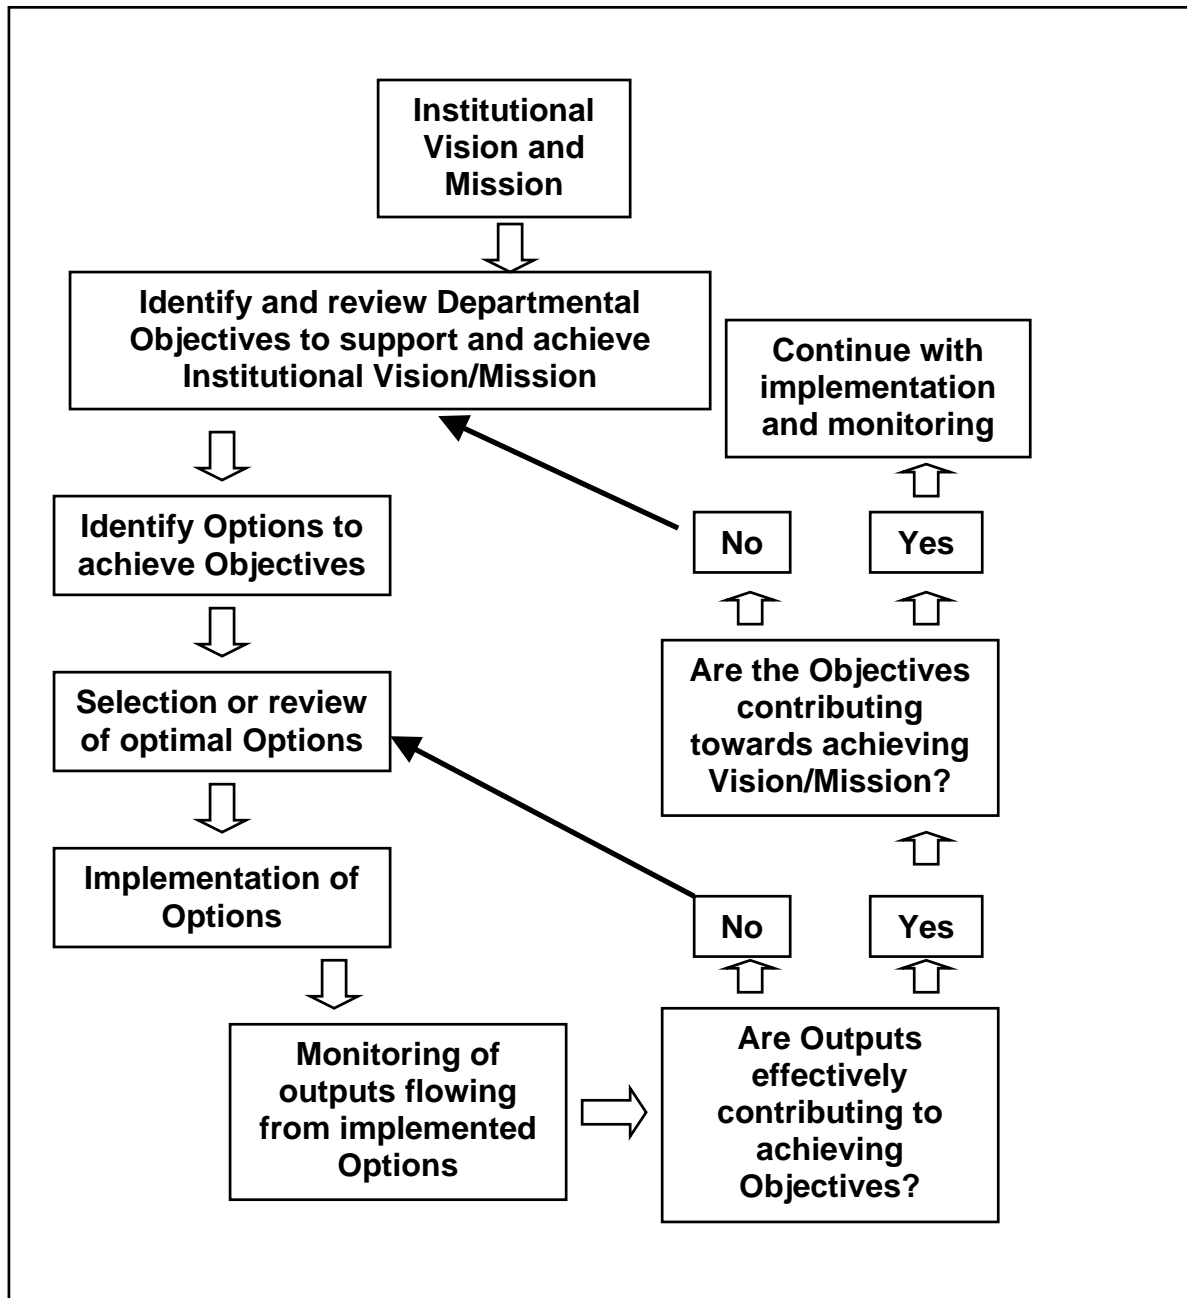 Institutional
Vision and
Mission
Identify and review Departmental
Objectives to support and achieve
Institutional Vision/Mission
Continue with
implementation
and monitoring
Identify Options to
achieve Objectives
No
Yes
Selection or review
of optimal Options
Are the Objectives
contributing
towards achieving
Vision/Mission?
Implementation of
Options
No
Yes
Monitoring of
outputs flowing
from implemented
Options
Are Outputs
effectively
contributing to
achieving
Objectives?